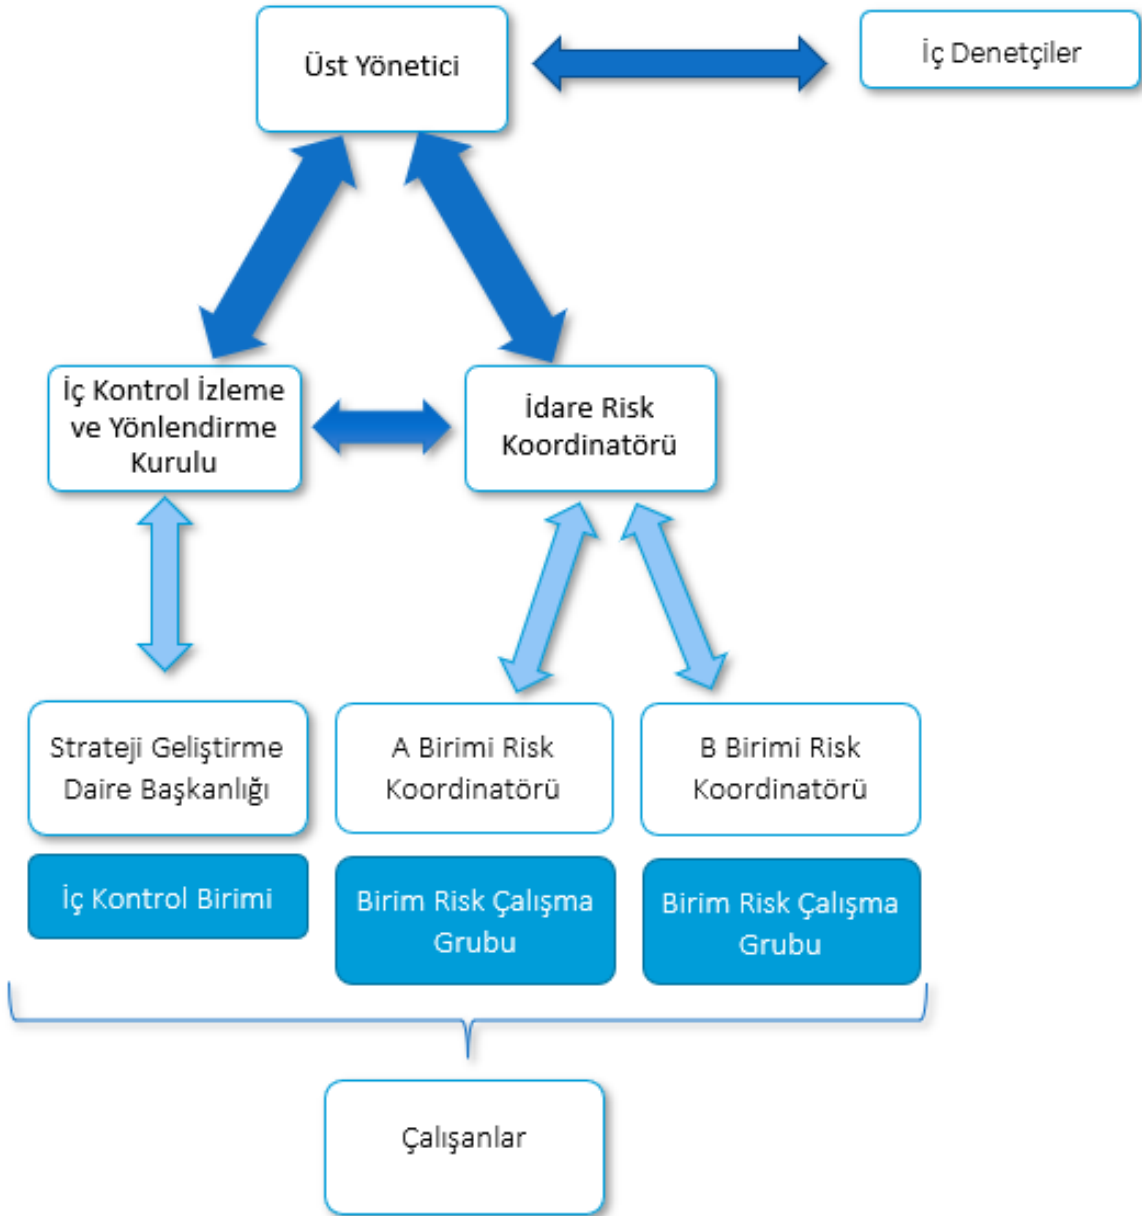 Üst Yönetici
İç Denetçiler
İç Kontrol İzleme
ve Yönlendirme
Kurulu
İdare Risk
Koordinatörü
Strateji Geliştirme
Daire Başkanlığı
A Birimi Risk
Koordinatörü
B Birimi Risk
Koordinatörü
İç Kontrol Birimi
Birim Risk Çalışma
Grubu
Birim Risk Çalışma
Grubu
Çalışanlar